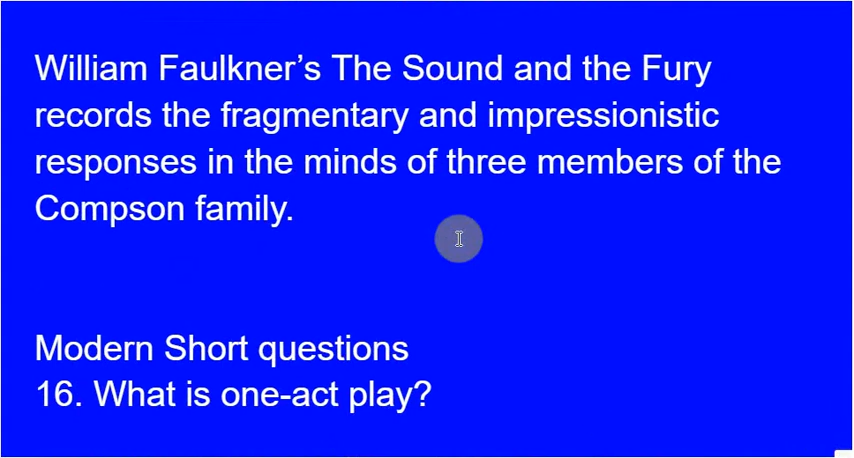 William Faulkner’s The Sound and the Fury
records the fragmentary and impressionistic
responses in the minds of three members of the
Compson family.
Modern Short questions
16. What is one-act play?